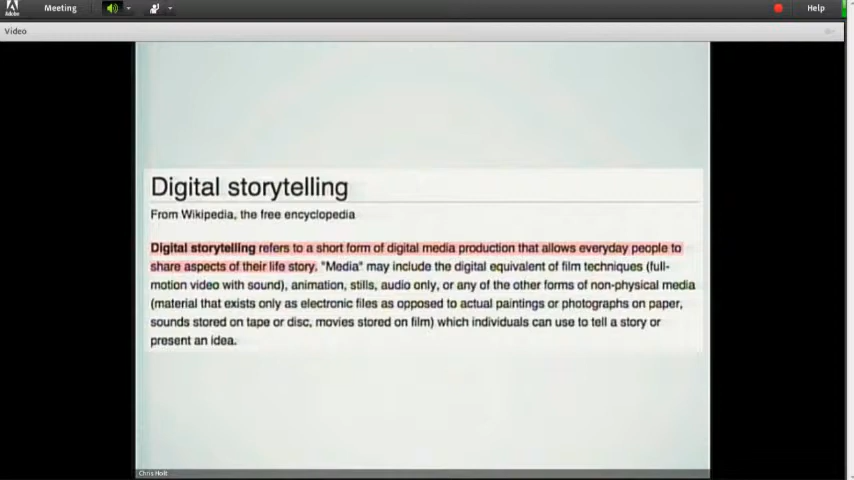 Adobe
Meeting
Help
Video
Digital storytelling
From Wikipedia, the free encyclopedia
Digital storytelling refers to a short form of digital media production that allows everyday people to
share aspects of their life story. "Media" may include the digital equivalent of film techniques (full-
motion video with sound), animation, stills, audio only, or any of the other forms of non-physical media
(material that exists only as electronic files as opposed to actual paintings or photographs on paper,
sounds stored on tape or disc, movies stored on film) which individuals can use to tell a story or
present an idea.
Chris Holt